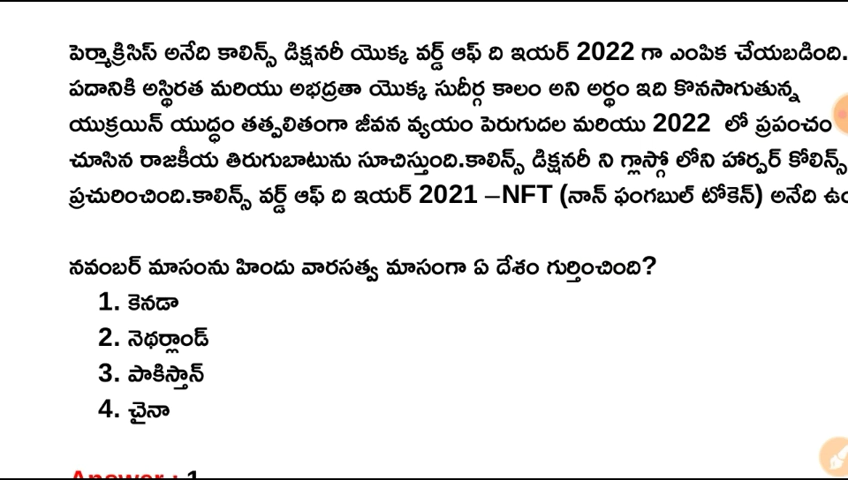 పెర్మాక్రిసిస్ అనేది కాలిన్స్ డిక్షనరీ యొక్క వర్డ్ ఆఫ్ ది ఇయర్ 2022 గా ఎంపిక చేయబడింది.
పదానికి అస్థిరత మరియు అభద్రతా యొక్క సుదీర్ఘ కాలం అని అర్థం ఇది కొనసాగుతున్న
యుక్రయిన్ యుద్ధం తత్ఫలితంగా జీవన వ్యయం పెరుగుదల మరియు 2022 లో ప్రపంచం
చూసిన రాజకీయ తిరుగుబాటును సూచిస్తుంది.కాలిన్స్ డిక్షనరీ ని గ్లాస్గో లోని హార్పర్ కోలిన్స్
ప్రచురించింది.కాలిన్స్ వర్డ్ ఆఫ్ ది ఇయర్ 2021 –NFT (నాన్ ఫంగబుల్ టోకెన్) అనేది
నవంబర్ మాసంను హిందు వారసత్వ మాసంగా ఏ దేశం గుర్తించింది?
1. కెనడా
2. నెథర్లాండ్
3. పాకిస్తాన్
4. చైనా
Answer : 1